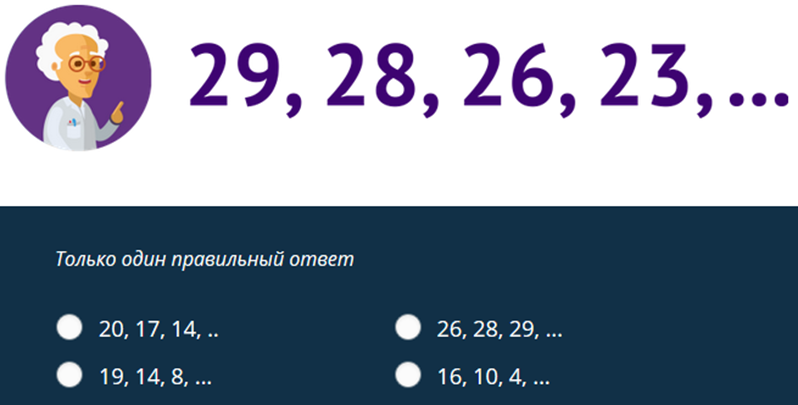 29, 28, 26, 23,...
Только один правильный ответ
20, 17, 14, ..
26, 28, 29, ...
19, 14, 8, ...
16, 10, 4, ...